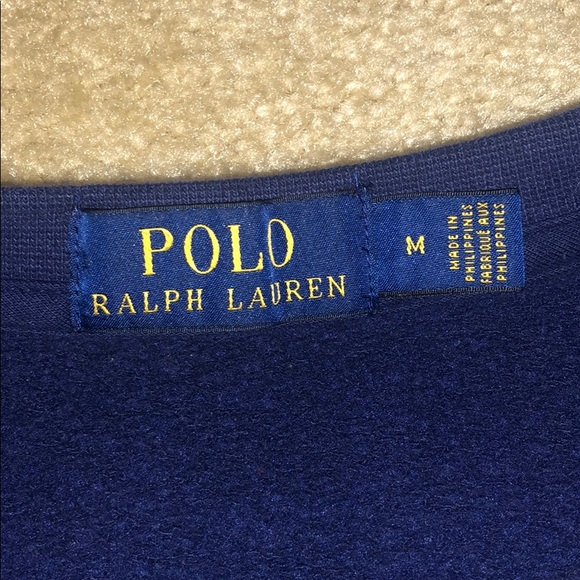 POLO
RALPH LAUREN
M
MADE IN
PHILIPPINES
FABRIQUÉ AUX
PHILIPPINES